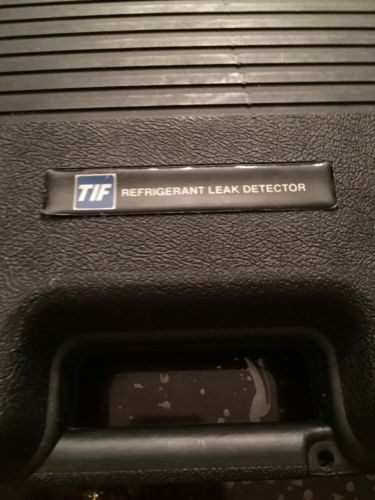 TIF REFRIGERANT LEAK DETECTOR